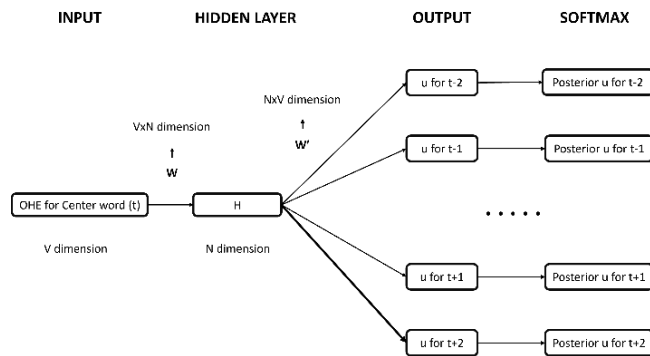 INPUT
HIDDEN LAYER
OUTPUT
SOFTMAX
u for t-2
Posterior u for t-2
NxV dimension
VxN dimension
W'
u for t-1
Posterior u for t-1
W
OHE for Center word (t)
H
. . . . .
V dimension
N dimension
u for t+1
Posterior u for t+1
u for t+2
Posterior u for t+2